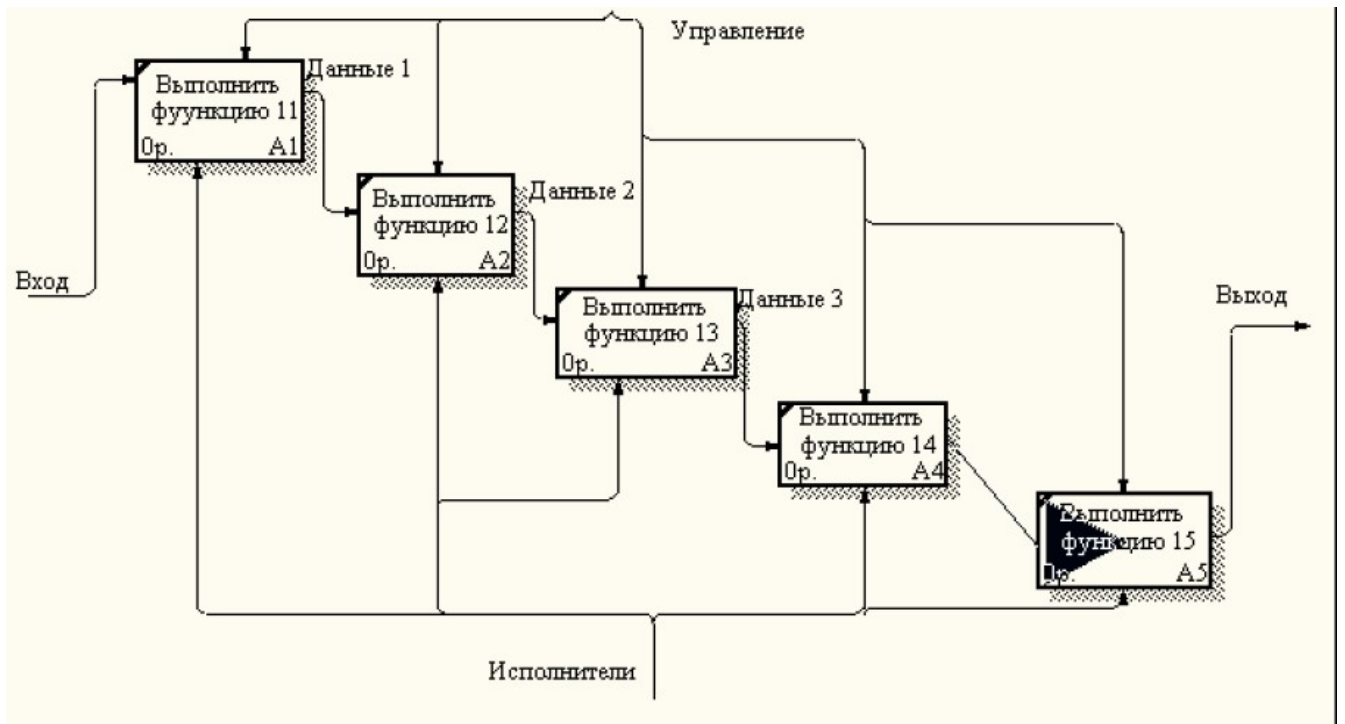 Управление
Данные 1
Выполнить
фуункцию 11
0р.
A1
Данные 2
Выполнить
функцию 12
0р.
A2
Вход
Данные 3
Выполнить
функцию 13
0р.
A3
Выход
Выполнить
функцию 14
0р.
A4
Выполнить
функцию 15
0р.
A5
Исполнители